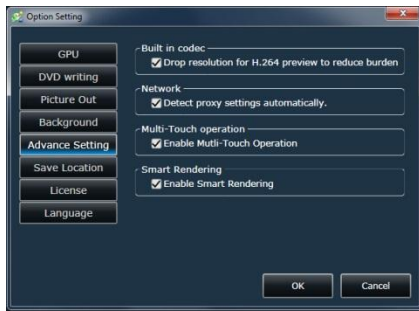 Option Setting
GPU
DVD writing
Picture Out
Background
Advance Setting
Save Location
License
Language
Built in codec
Drop resolution for H.264 preview to reduce burden
Network
Detect proxy settings automatically.
Multi-Touch operation
Enable Mutli-Touch Operation
Smart Rendering
Enable Smart Rendering
OK
Cancel